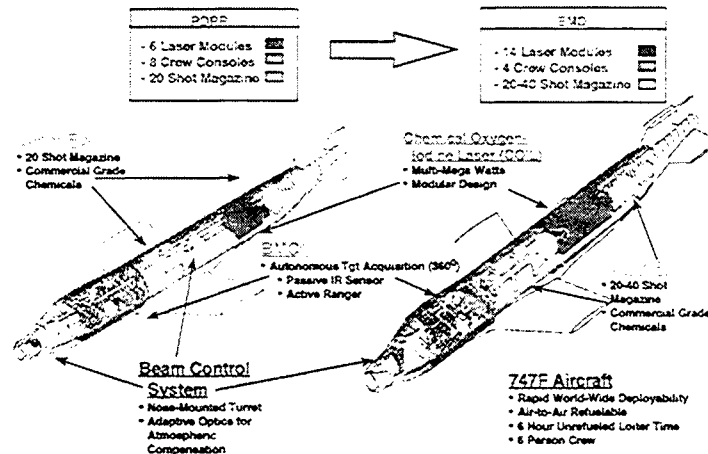 PDRR
- 6 Laser Modules
- 8 Crew Consoles
- 20 Shot Magazine
EMD
- 14 Laser Modules
- 4 Crew Consoles
- 20-40 Shot Magazine
• 20 Shot Magazine
• Commercial Grade
Chemicals
Chemical Oxygen-
Iodine Laser (COIL)
• Multi-Mega Watts
• Modular Design
• Autonomous Tgt Acquisition (360°)
• Passive IR Sensor
• Active Ranger
• 20-40 Shot
Magazine
• Commercial Grade
Chemicals
Beam Control
System
• Nose-Mounted Turret
• Adaptive Optics for
Atmospheric
Compensation
747F Aircraft
• Rapid World-Wide Deployability
• Air-to-Air Refuelable
• 6 Hour Unrefueled Loiter Time
• 6 Person Crew